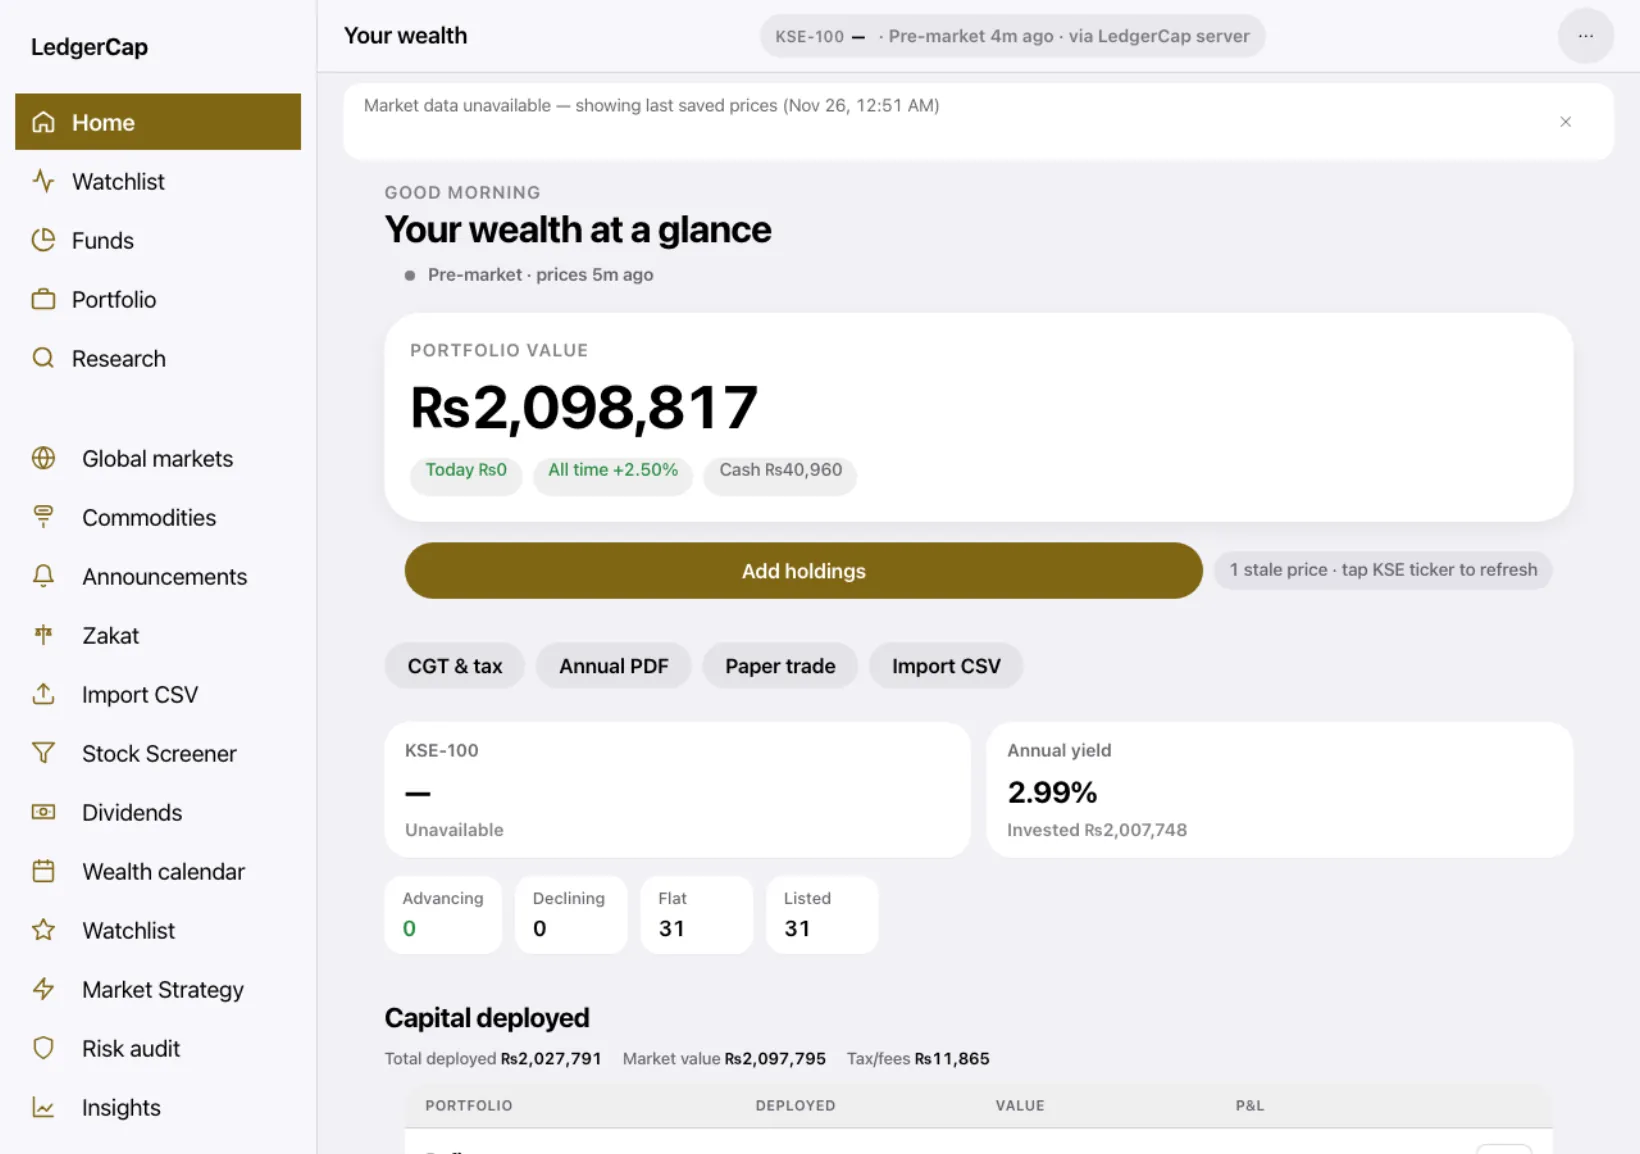 LedgerCap
Home
Watchlist
Funds
Portfolio
Research
Global markets
Commodities
Announcements
Zakat
Import CSV
Stock Screener
Dividends
Wealth calendar
Watchlist
Market Strategy
Risk audit
Insights
Your wealth
KSE-100 — · Pre-market 4m ago · via LedgerCap server
...
Market data unavailable — showing last saved prices (Nov 26, 12:51 AM)
GOOD MORNING
Your wealth at a glance
Pre-market · prices 5m ago
PORTFOLIO VALUE
Rs2,098,817
Today Rs0 All time +2.50% Cash Rs40,960
Add holdings
1 stale price · tap KSE ticker to refresh
CGT & tax Annual PDF Paper trade Import CSV
KSE-100
—
Unavailable
Annual yield
2.99%
Invested Rs2,007,748
Advancing
0
Declining
0
Flat
31
Listed
31
Capital deployed
Total deployed Rs2,027,791 Market value Rs2,097,795 Tax/fees Rs11,865
PORTFOLIO DEPLOYED VALUE P&L